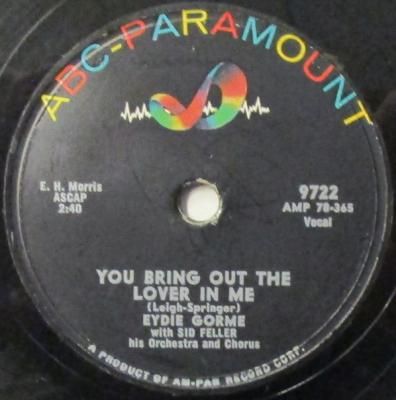 ABC-PARAMOUNT
E. H. Morris
ASCAP
2:40
9722
AMP 78-365
Vocal
YOU BRING OUT THE
LOVER IN ME
(Leigh-Springer)
EYDIE GORME
with SID FELLER
his Orchestra and Chorus
A PRODUCT OF AM-PAR RECORD CORP.